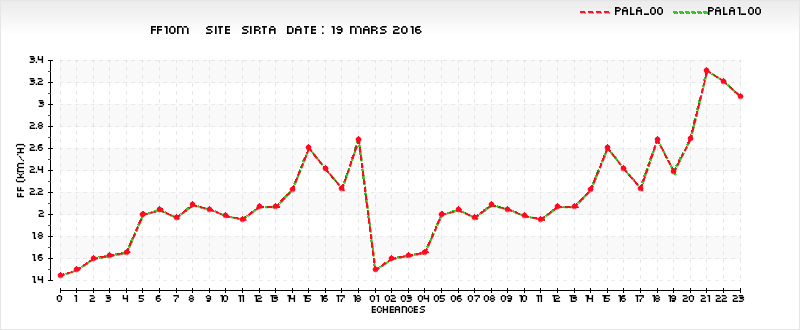 PALA_00 PALA1_00
FF10M SITE SIRTA DATE : 19 MARS 2016
3.4
3.2
3
2.8
2.6
2.4
2.2
2
1.8
1.6
1.4
FF (KM/H)
0 1 2 3 4 5 6 7 8 9 10 11 12 13 14 15 16 17 18 01 02 03 04 05 06 07 08 09 10 11 12 13 14 15 16 17 18 19 20 21 22 23
ECHEANCES